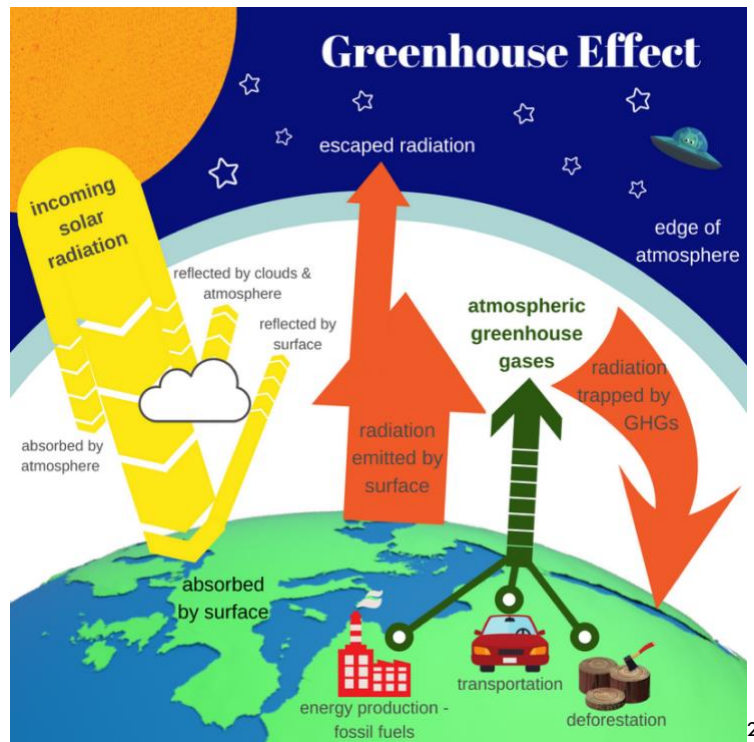 Greenhouse Effect
escaped radiation
incoming
solar
radiation
edge of
atmosphere
reflected by clouds &
atmosphere
reflected by
surface
atmospheric
greenhouse
gases
radiation
trapped by
GHGs
absorbed by
atmosphere
radiation
emitted by
surface
absorbed
by surface
energy production -
fossil fuels
transportation
deforestation
2